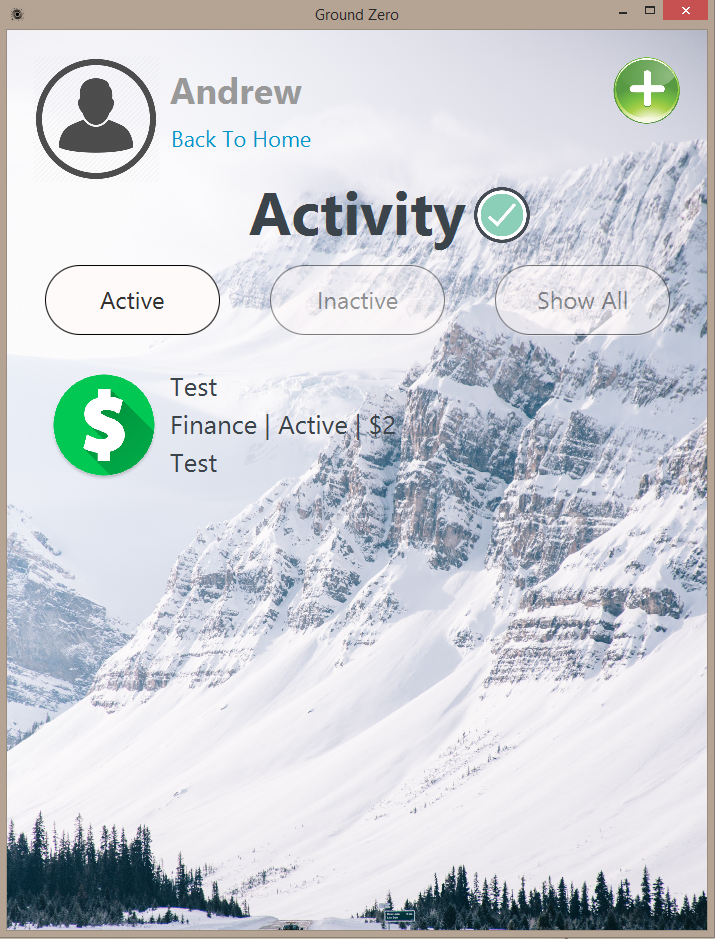 Ground Zero
Andrew
Back To Home
Activity
Active
Inactive
Show All
Test
Finance | Active | $2
Test